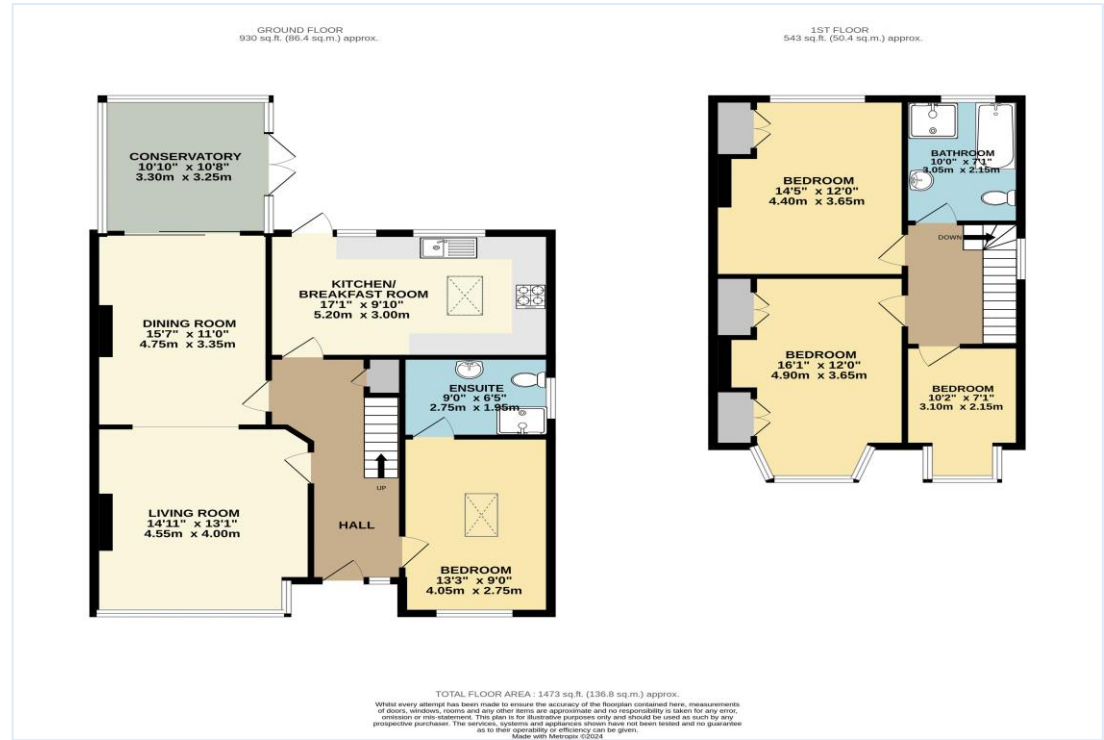 GROUND FLOOR
930 sq.ft. (86.4 sq.m.) approx.
CONSERVATORY
10'10" x 10'8"
3.30m x 3.25m
KITCHEN/
BREAKFAST ROOM
17'1" x 9'10"
5.20m x 3.00m
DINING ROOM
15'7" x 11'0"
4.75m x 3.35m
ENSUITE
9'0" x 6'5"
2.75m x 1.95m
UP
LIVING ROOM
14'11" x 13'1"
4.55m x 4.00m
HALL
BEDROOM
13'3" x 9'0"
4.05m x 2.75m
1ST FLOOR
543 sq.ft. (50.4 sq.m.) approx.
BATHROOM
10'0" x 7'1"
3.05m x 2.15m
BEDROOM
14'5" x 12'0"
4.40m x 3.65m
DOWN
BEDROOM
16'1" x 12'0"
4.90m x 3.65m
BEDROOM
10'2" x 7'1"
3.10m x 2.15m
TOTAL FLOOR AREA : 1473 sq.ft. (136.8 sq.m.) approx.
Whilst every attempt has been made to ensure the accuracy of the floorplan contained here, measurements
of doors, windows, rooms and any other items are approximate and no responsibility is taken for any error,
omission or mis-statement. This plan is for illustrative purposes only and should be used as such by any
prospective purchaser. The services, systems and appliances shown have not been tested and no guarantee
as to their operability or efficiency can be given.
Made with Metropix ©2024